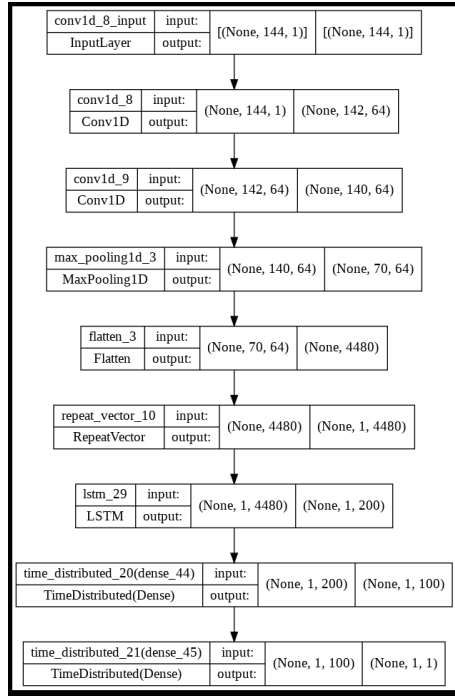 conv1d_8_input input: [(None, 144, 1)] [(None, 144, 1)]
InputLayer output:
conv1d_8 input: (None, 144, 1) (None, 142, 64)
Conv1D output:
conv1d_9 input: (None, 142, 64) (None, 140, 64)
Conv1D output:
max_pooling1d_3 input: (None, 140, 64) (None, 70, 64)
MaxPooling1D output:
flatten_3 input: (None, 70, 64) (None, 4480)
Flatten output:
repeat_vector_10 input: (None, 4480) (None, 1, 4480)
RepeatVector output:
lstm_29 input: (None, 1, 4480) (None, 1, 200)
LSTM output:
time_distributed_20(dense_44) input: (None, 1, 200) (None, 1, 100)
TimeDistributed(Dense) output:
time_distributed_21(dense_45) input: (None, 1, 100) (None, 1, 1)
TimeDistributed(Dense) output: